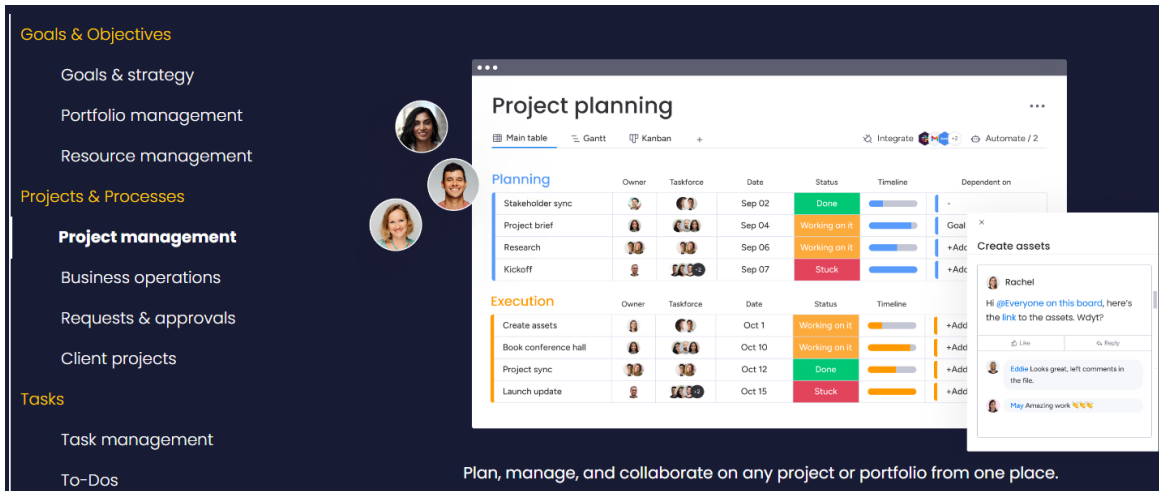 Goals & Objectives
Goals & strategy
Portfolio management
Resource management
Projects & Processes
Project management
Business operations
Requests & approvals
Client projects
Tasks
Task management
To-Dos
Project planning
Main table Gantt Kanban + Integrate +2 Automate / 2
Planning Owner Taskforce Date Status Timeline Dependent on
Stakeholder sync Sep 02 Done -
Project brief Sep 04 Working on it Goal
Research Sep 06 Working on it +Add
Kickoff +2 Sep 07 Stuck +Add
Execution Owner Taskforce Date Status Timeline
Create assets Oct 1 Working on it +Add
Book conference hall Oct 10 Working on it +Add
Project sync Oct 12 Done +Add
Launch update +2 Oct 15 Stuck +Add
Create assets
Rachel
Hi @Everyone on this board, here's
the link to the assets. Wdyt?
Like Reply
Eddie Looks great, left comments in
the file.
May Amazing work 👏👏👏
Plan, manage, and collaborate on any project or portfolio from one place.